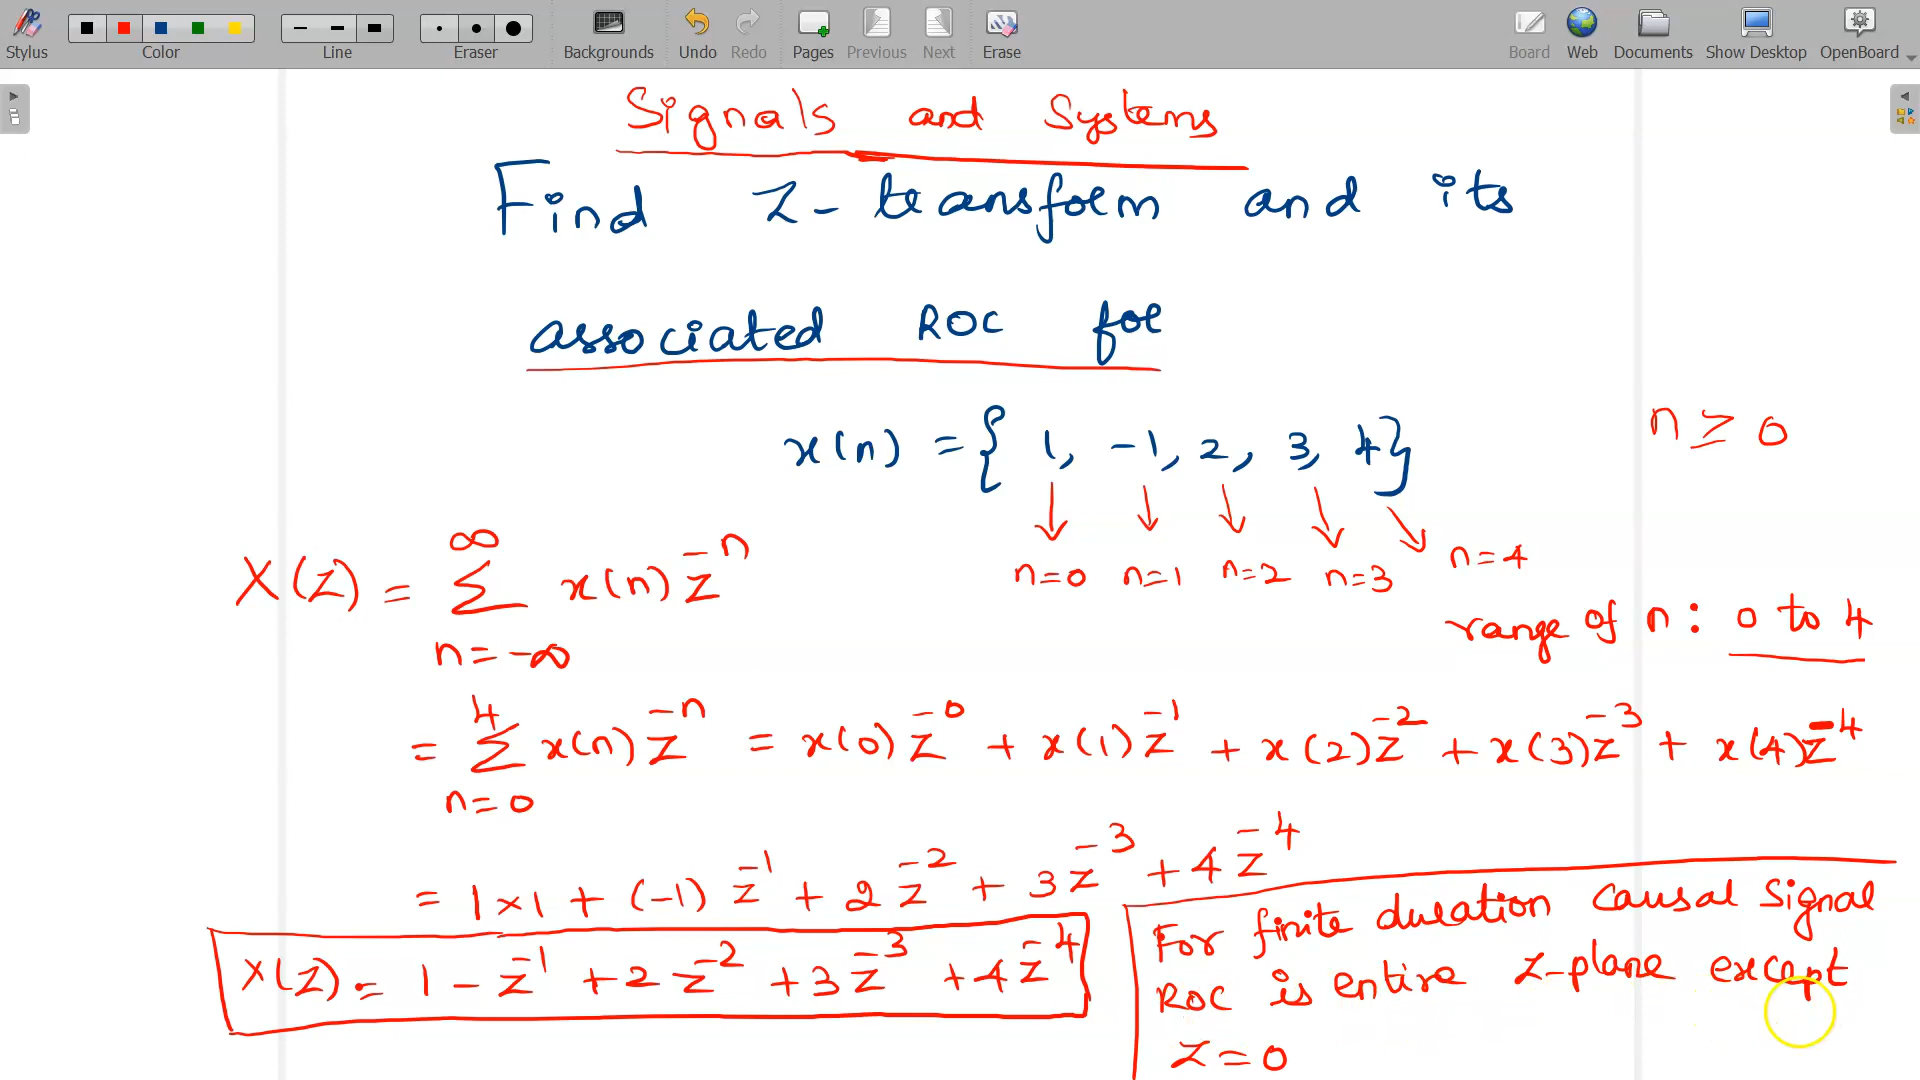 Stylus Color Line Eraser Backgrounds Undo Redo Pages Previous Next Erase Board Web Documents Show Desktop OpenBoard
Signals and Systems
Find Z-transform and its
associated ROC for
x(n) = { 1, -1, 2, 3, 4}
n ≥ 0
n=0 n=1 n=2 n=3 n=4
range of n: 0 to 4
X(Z) = ∑_{n=-∞}^{∞} x(n) z^{-n}
= ∑_{n=0}^{4} x(n) z^{-n} = x(0) z^{-0} + x(1) z^{-1} + x(2) z^{-2} + x(3) z^{-3} + x(4) z^{-4}
= 1×1 + (-1) z^{-1} + 2 z^{-2} + 3 z^{-3} + 4 z^{-4}
X(Z) = 1 - z^{-1} + 2 z^{-2} + 3 z^{-3} + 4 z^{-4}
For finite duration causal signal
ROC is entire Z-plane except
Z = 0